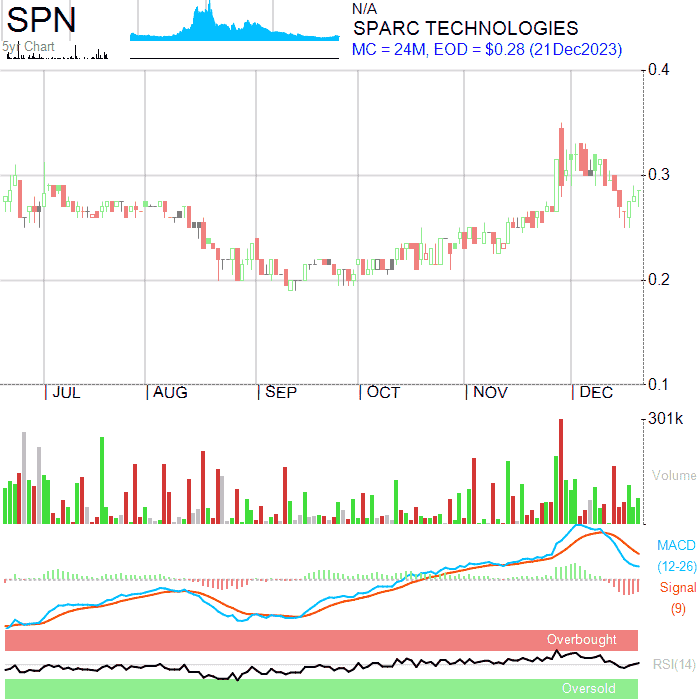 SPN
N/A
SPARC TECHNOLOGIES
5yr Chart
MC = 24M, EOD = $0.28 (21Dec2023)
0.4
0.3
0.2
0.1
JUL AUG SEP OCT NOV DEC
301k
Volume
MACD
(12-26)
Signal
(9)
Overbought
RSI(14)
Oversold